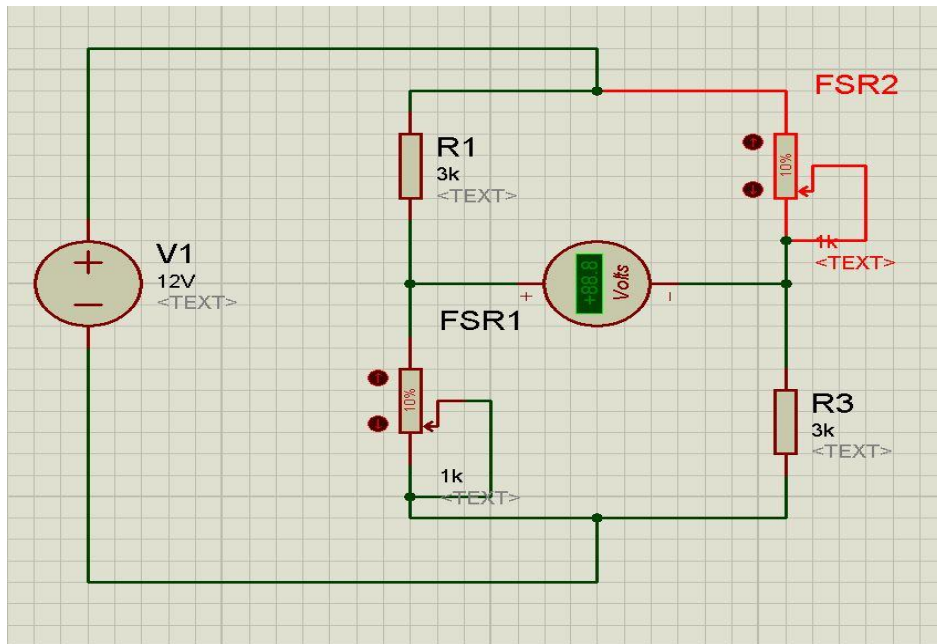 FSR2
R1
3k
<TEXT>
10%
1k
<TEXT>
V1
12V
<TEXT>
+88.8
Volts
+
-
FSR1
10%
1k
<TEXT>
R3
3k
<TEXT>